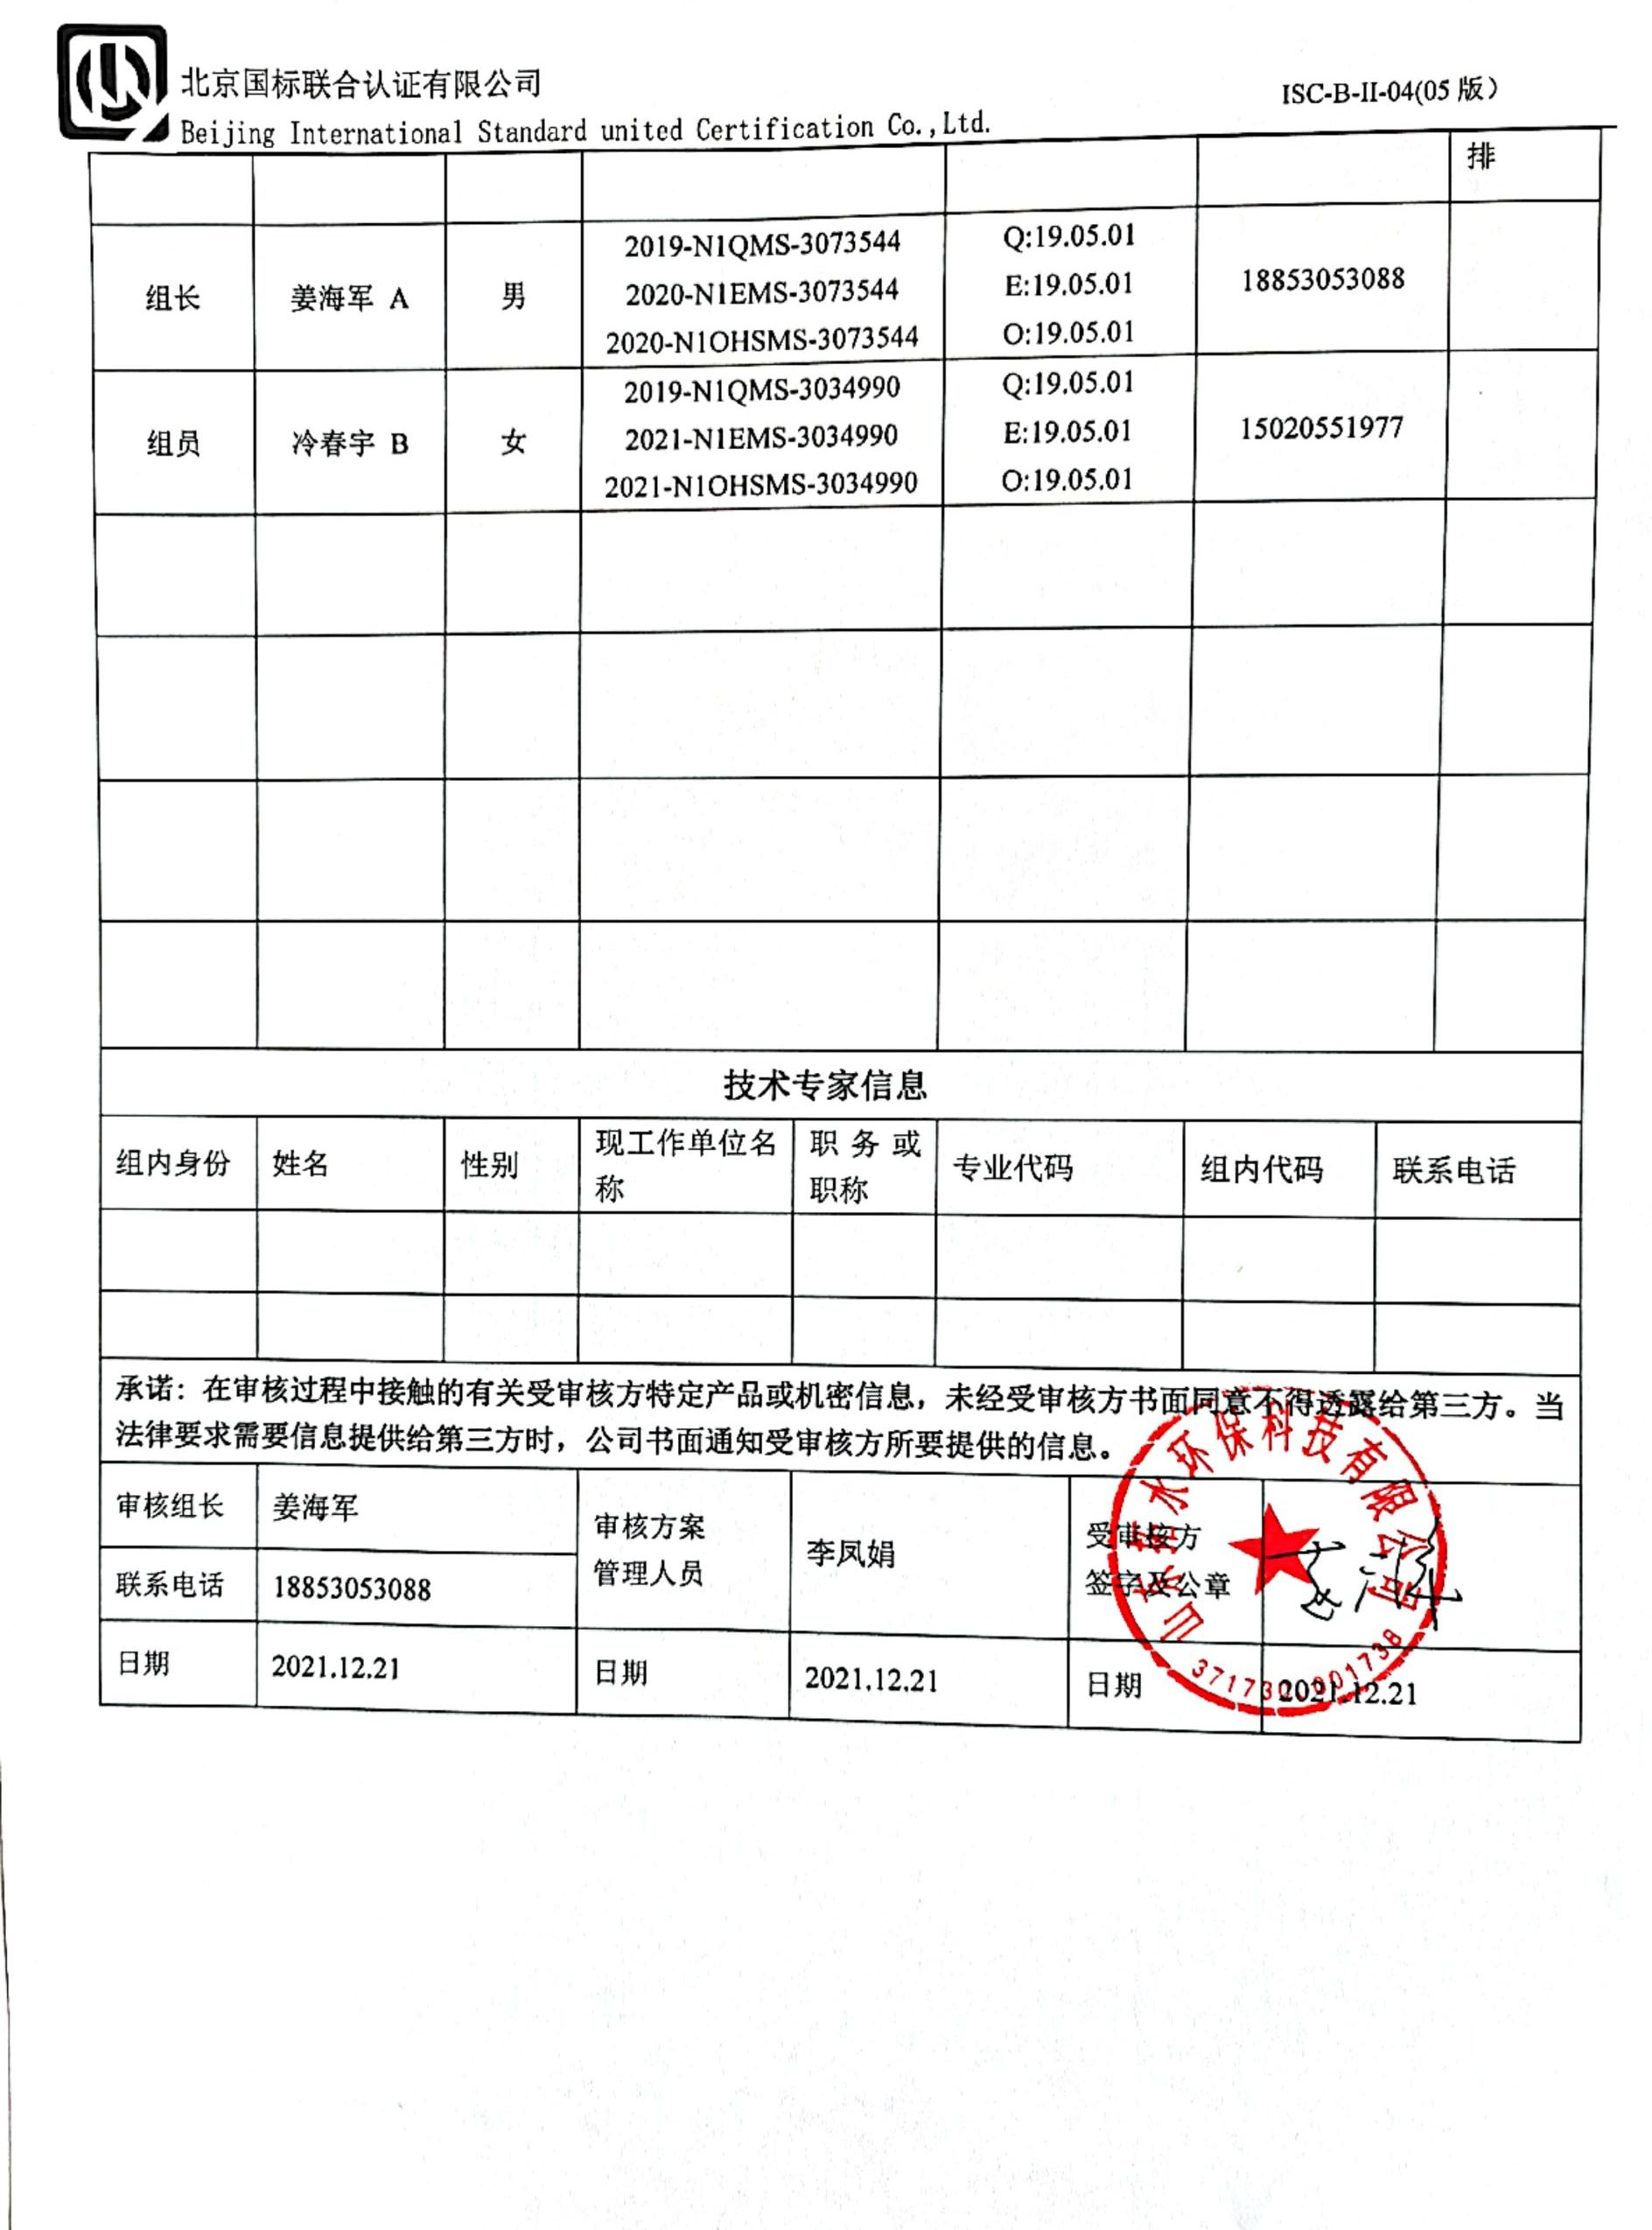 北京国标联合认证有限公司
ISC-B-II-04(05 版）
Beijing International Standard united Certification Co.,Ltd.
排
组长 姜海军 A 男 2019-N1QMS-3073544 Q:19.05.01 18853053088
2020-N1EMS-3073544 E:19.05.01
2020-N1OHSMS-3073544 O:19.05.01
组员 冷春宇 B 女 2019-N1QMS-3034990 Q:19.05.01 15020551977
2021-N1EMS-3034990 E:19.05.01
2021-N1OHSMS-3034990 O:19.05.01
技术专家信息
组内身份 姓名 性别 现工作单位名称 职务或职称 专业代码 组内代码 联系电话
承诺：在审核过程中接触的有关受审核方特定产品或机密信息，未经受审核方书面同意不得透露给第三方。当
法律要求需要信息提供给第三方时，公司书面通知受审核方所要提供的信息。
审核组长 姜海军 审核方案管理人员 李凤娟 受审核方签字及公章
联系电话 18853053088
日期 2021.12.21 日期 2021.12.21 日期 2021.12.21
水环保科技有限公司